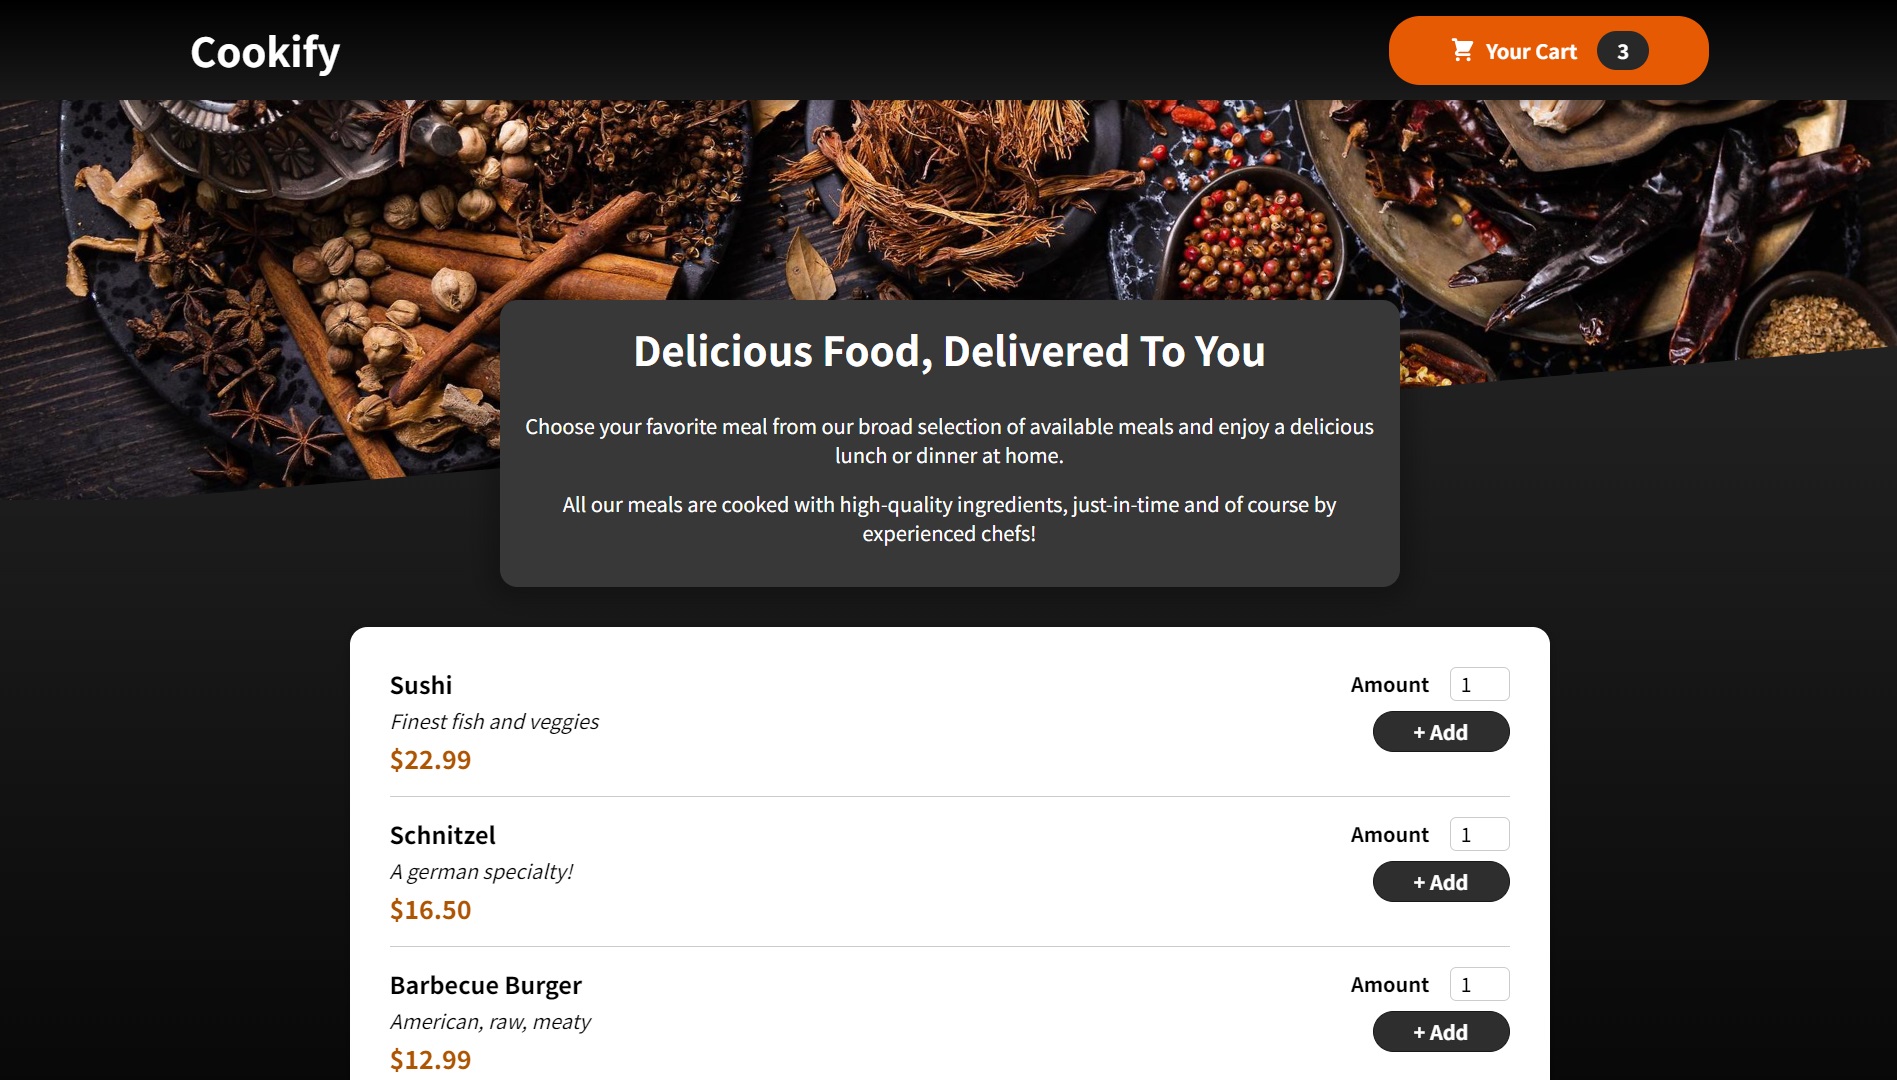 Cookify
Your Cart 3
Delicious Food, Delivered To You
Choose your favorite meal from our broad selection of available meals and enjoy a delicious
lunch or dinner at home.
All our meals are cooked with high-quality ingredients, just-in-time and of course by
experienced chefs!
Sushi
Finest fish and veggies
$22.99
Amount 1
+ Add
Schnitzel
A german specialty!
$16.50
Amount 1
+ Add
Barbecue Burger
American, raw, meaty
$12.99
Amount 1
+ Add